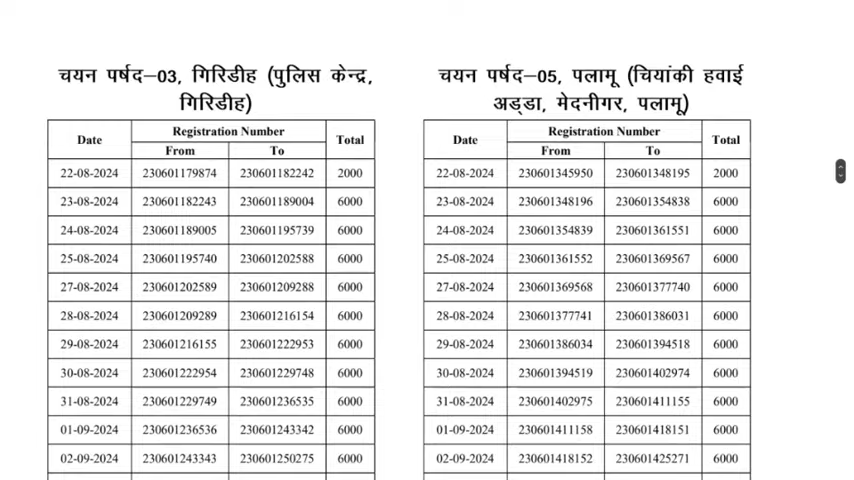 चयन पर्षद–03, गिरिडीह (पुलिस केन्द्र,
गिरिडीह)
Date Registration Number Total
From To
22-08-2024 230601179874 230601182242 2000
23-08-2024 230601182243 230601189004 6000
24-08-2024 230601189005 230601195739 6000
25-08-2024 230601195740 230601202588 6000
27-08-2024 230601202589 230601209288 6000
28-08-2024 230601209289 230601216154 6000
29-08-2024 230601216155 230601222953 6000
30-08-2024 230601222954 230601229748 6000
31-08-2024 230601229749 230601236535 6000
01-09-2024 230601236536 230601243342 6000
02-09-2024 230601243343 230601250275 6000
चयन पर्षद–05, पलामू (चियांकी हवाई
अड्डा, मेदनीगर, पलामू)
Date Registration Number Total
From To
22-08-2024 230601345950 230601348195 2000
23-08-2024 230601348196 230601354838 6000
24-08-2024 230601354839 230601361551 6000
25-08-2024 230601361552 230601369567 6000
27-08-2024 230601369568 230601377740 6000
28-08-2024 230601377741 230601386031 6000
29-08-2024 230601386034 230601394518 6000
30-08-2024 230601394519 230601402974 6000
31-08-2024 230601402975 230601411155 6000
01-09-2024 230601411158 230601418151 6000
02-09-2024 230601418152 230601425271 6000